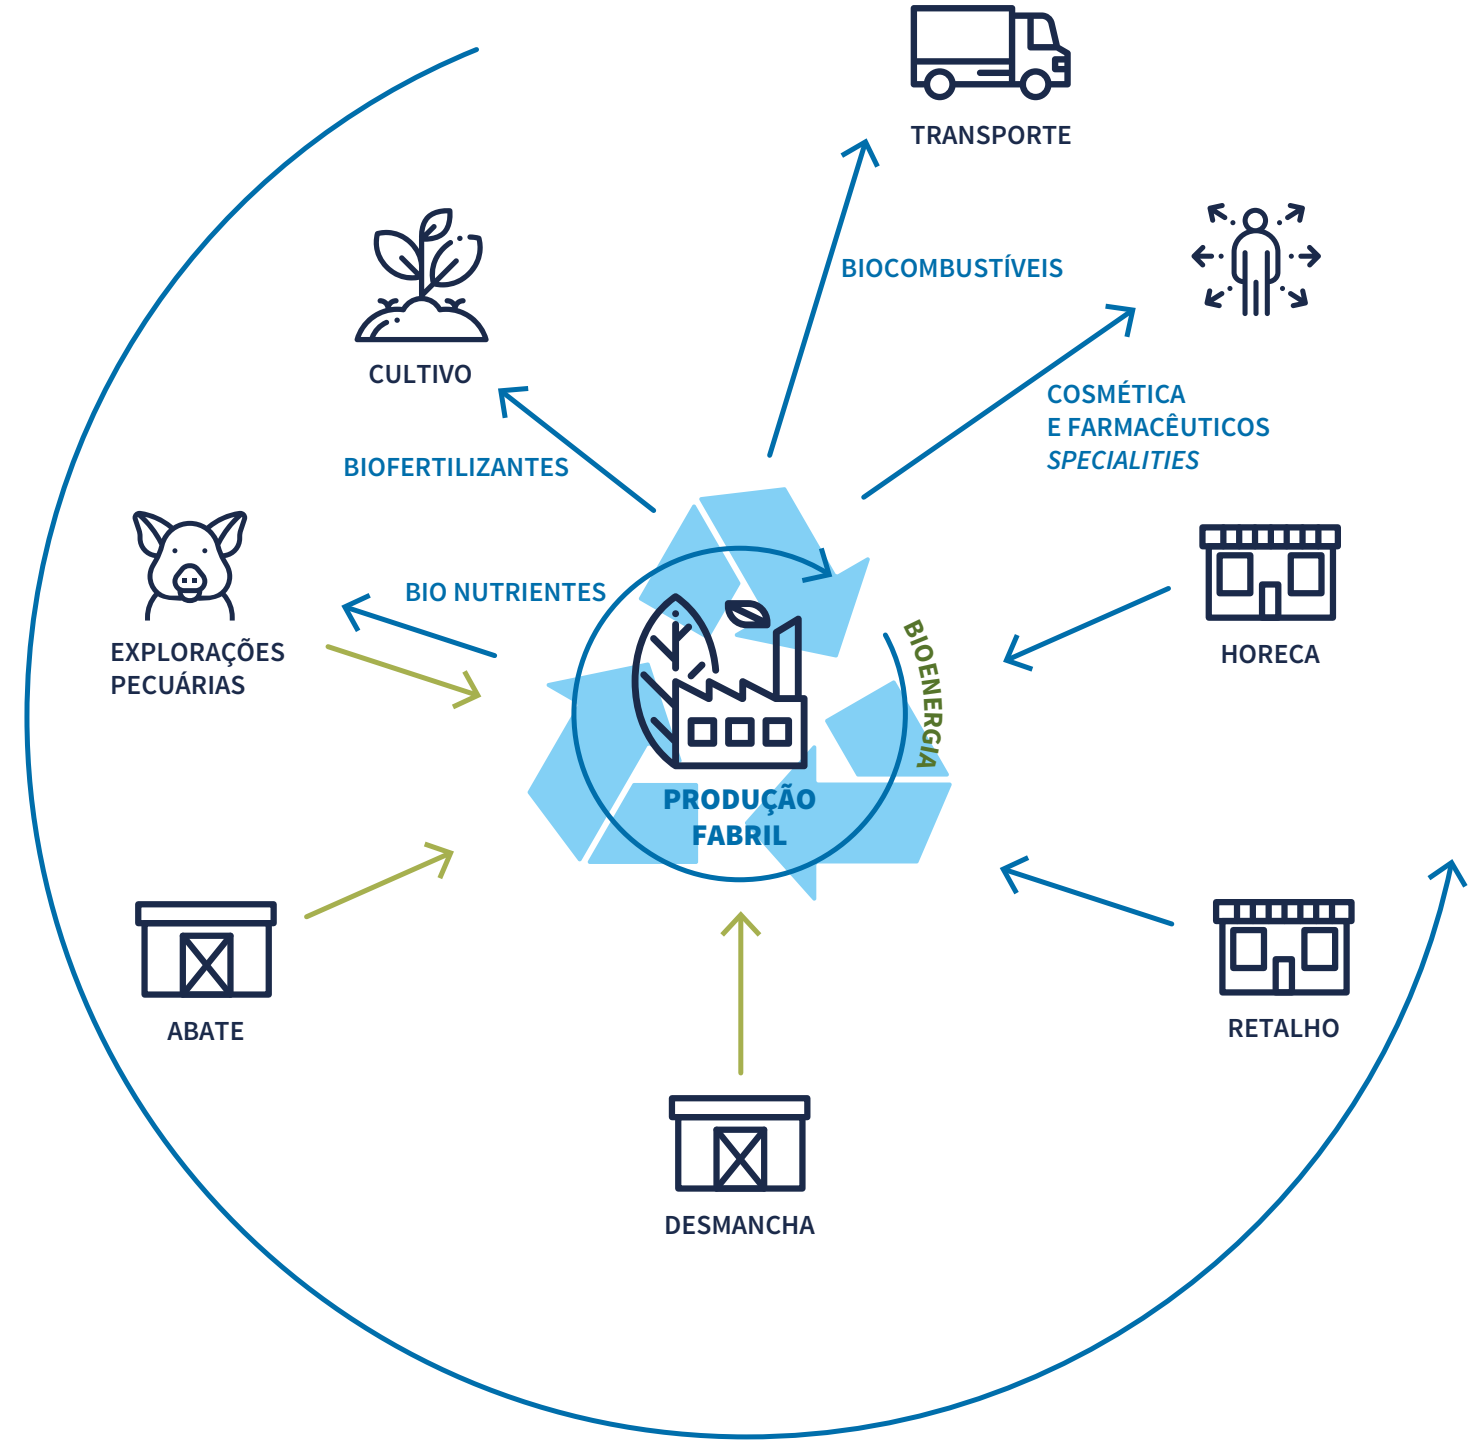 TRANSPORTE
BIOCOMBUSTÍVEIS
CULTIVO
COSMÉTICA
E FARMACÊUTICOS
SPECIALITIES
BIOFERTILIZANTES
BIO NUTRIENTES
EXPLORAÇÕES
PECUÁRIAS
HORECA
BIOENERGIA
PRODUÇÃO
FABRIL
ABATE
RETALHO
DESMANCHA